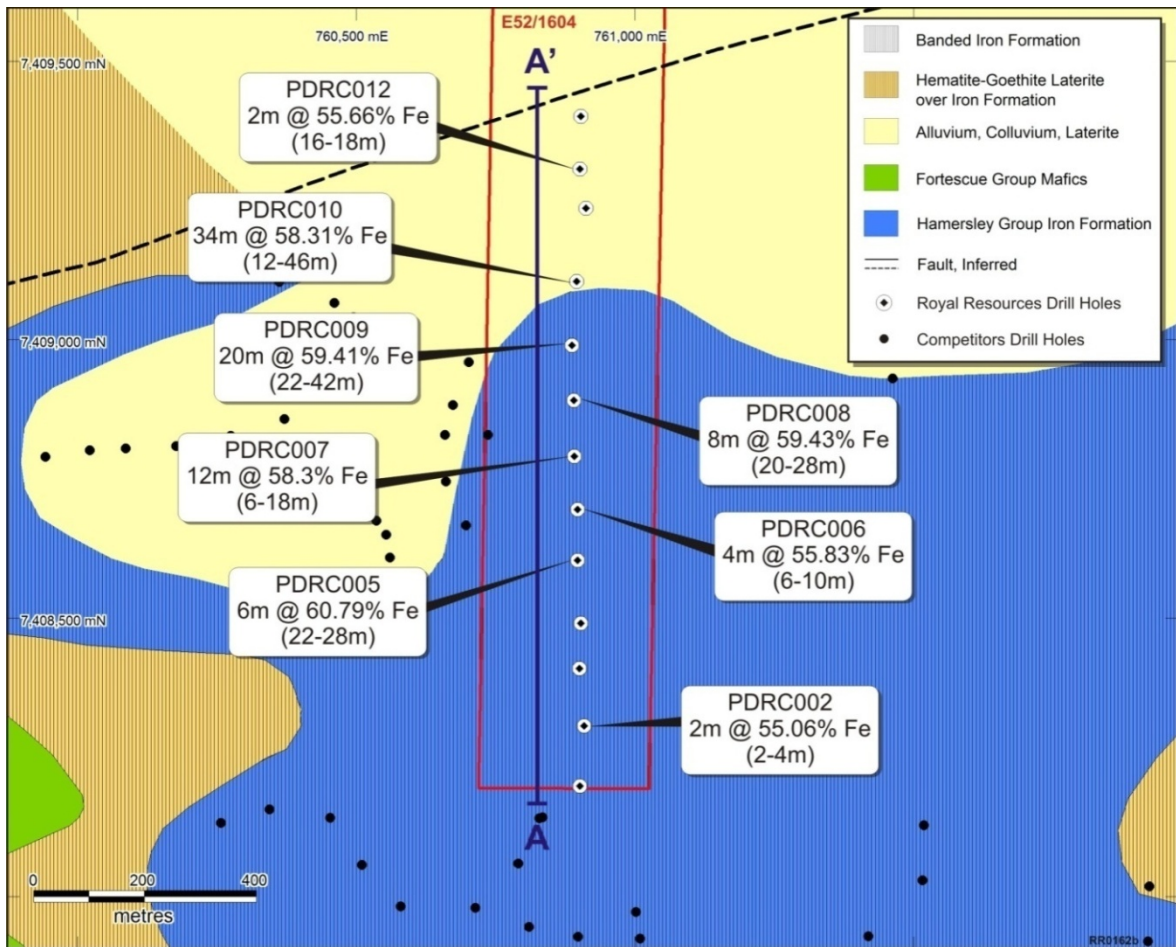 E52/1604
760,500 mE
761,000 mE
7,409,500 mN
7,409,000 mN
7,408,500 mN
A'
PDRC012
2m @ 55.66% Fe
(16-18m)
PDRC010
34m @ 58.31% Fe
(12-46m)
PDRC009
20m @ 59.41% Fe
(22-42m)
PDRC008
8m @ 59.43% Fe
(20-28m)
PDRC007
12m @ 58.3% Fe
(6-18m)
PDRC006
4m @ 55.83% Fe
(6-10m)
PDRC005
6m @ 60.79% Fe
(22-28m)
PDRC002
2m @ 55.06% Fe
(2-4m)
A
Banded Iron Formation
Hematite-Goethite Laterite
over Iron Formation
Alluvium, Colluvium, Laterite
Fortescue Group Mafics
Hamersley Group Iron Formation
Fault, Inferred
Royal Resources Drill Holes
Competitors Drill Holes
0 200 400
metres
RR0162b